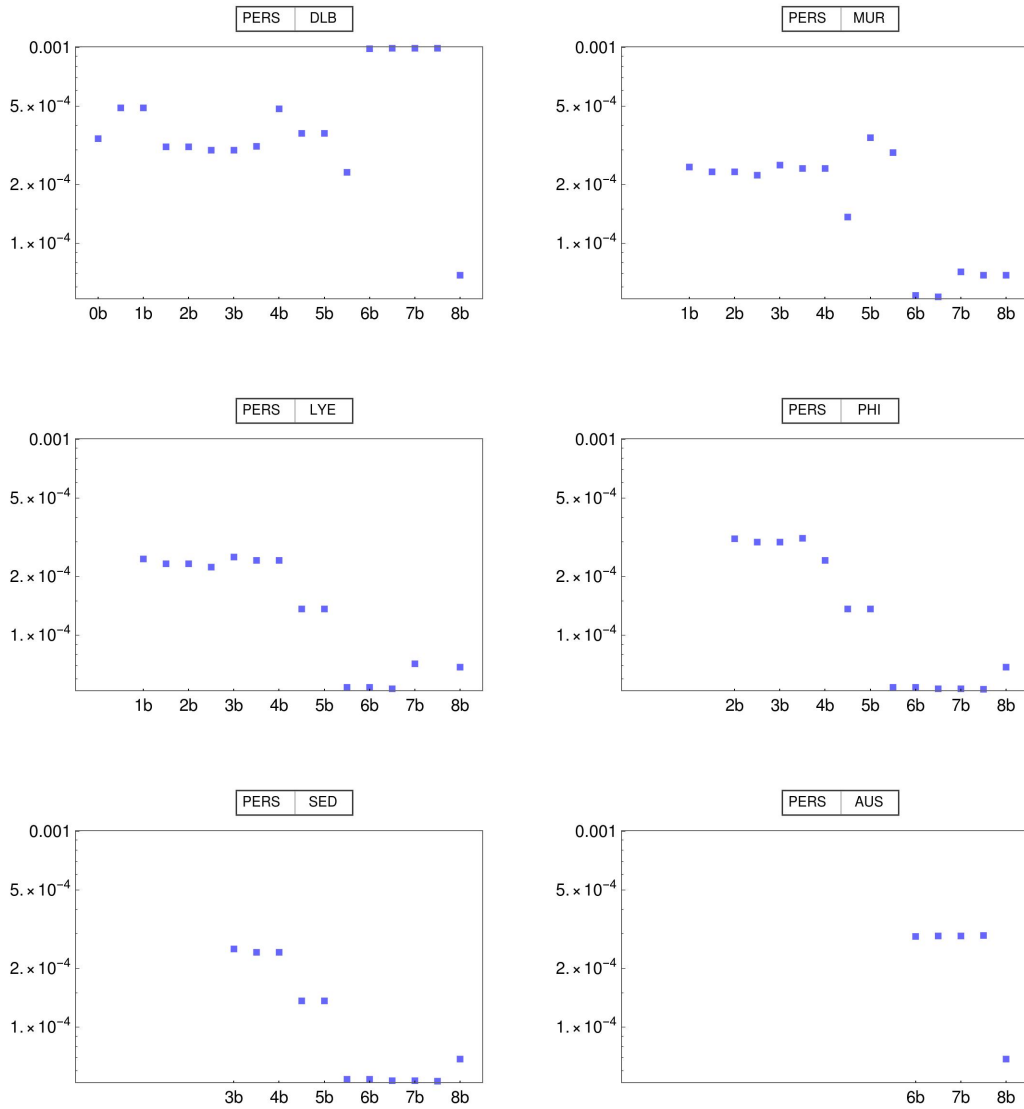 PERS DLB
0.001
5.×10⁻⁴
2.×10⁻⁴
1.×10⁻⁴
0b 1b 2b 3b 4b 5b 6b 7b 8b
PERS MUR
0.001
5.×10⁻⁴
2.×10⁻⁴
1.×10⁻⁴
1b 2b 3b 4b 5b 6b 7b 8b
PERS LYE
0.001
5.×10⁻⁴
2.×10⁻⁴
1.×10⁻⁴
1b 2b 3b 4b 5b 6b 7b 8b
PERS PHI
0.001
5.×10⁻⁴
2.×10⁻⁴
1.×10⁻⁴
2b 3b 4b 5b 6b 7b 8b
PERS SED
0.001
5.×10⁻⁴
2.×10⁻⁴
1.×10⁻⁴
3b 4b 5b 6b 7b 8b
PERS AUS
0.001
5.×10⁻⁴
2.×10⁻⁴
1.×10⁻⁴
6b 7b 8b